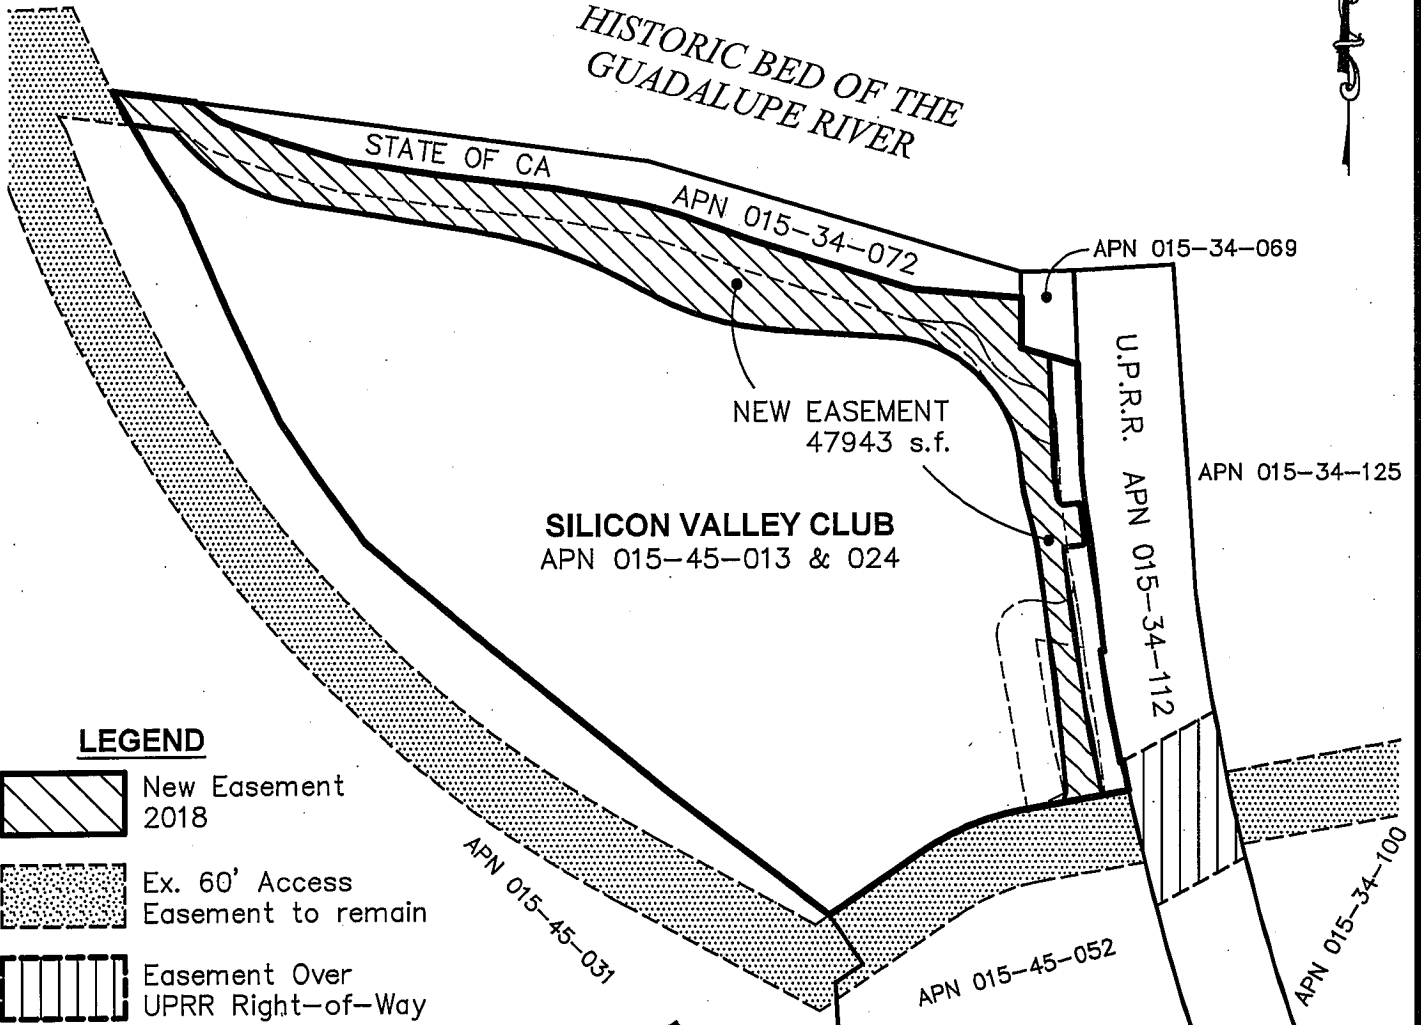 HISTORIC BED OF THE
GUADALUPE RIVER
STATE OF CA
APN 015-34-072
APN 015-34-069
U.P.R.R. APN 015-34-112
NEW EASEMENT
47943 s.f.
APN 015-34-125
SILICON VALLEY CLUB
APN 015-45-013 & 024
LEGEND
New Easement
2018
Ex. 60' Access
Easement to remain
Easement Over
UPRR Right-of-Way
APN 015-45-031
APN 015-45-052
APN 015-34-100